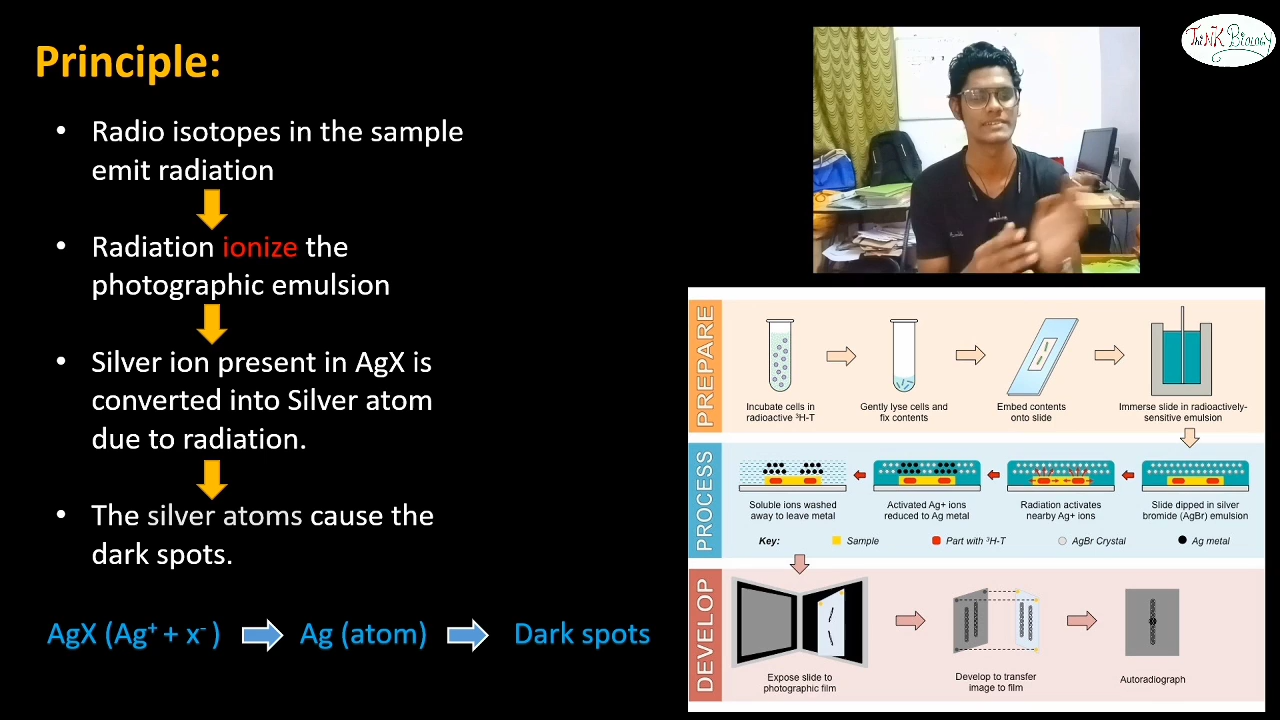 Principle:
• Radio isotopes in the sample
emit radiation
• Radiation ionize the
photographic emulsion
• Silver ion present in AgX is
converted into Silver atom
due to radiation.
• The silver atoms cause the
dark spots.
AgX (Ag⁺ + x⁻ ) Ag (atom) Dark spots
ThiNK Biology
PREPARE
Incubate cells in
radioactive ³H-T
Gently lyse cells and
fix contents
Embed contents
onto slide
Immerse slide in radioactively-
sensitive emulsion
PROCESS
Soluble ions washed
away to leave metal
Activated Ag+ ions
reduced to Ag metal
Radiation activates
nearby Ag+ ions
Slide dipped in silver
bromide (AgBr) emulsion
Key: Sample Part with ³H-T AgBr Crystal Ag metal
DEVELOP
Expose slide to
photographic film
Develop to transfer
image to film
Autoradiograph